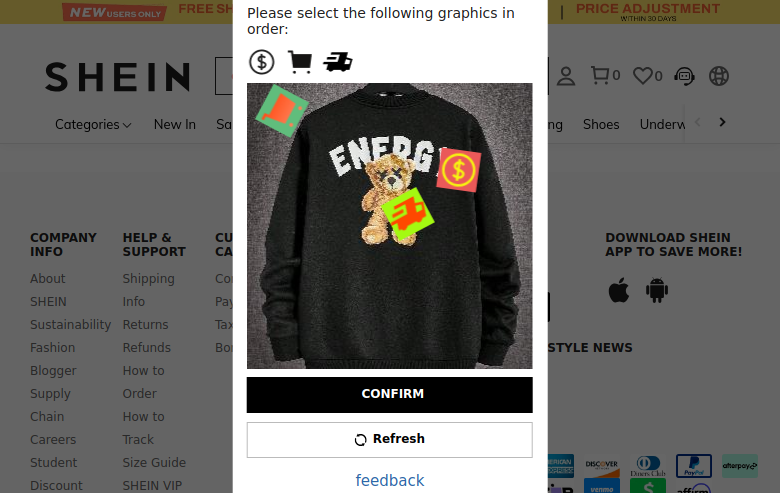 NEW USERS ONLY
FREE SH
PRICE ADJUSTMENT
WITHIN 30 DAYS
SHEIN
0
0
Categories
New In
Sa
ng
Shoes
Underw
Please select the following graphics in
order:
$
ENERG
$
CONFIRM
Refresh
feedback
COMPANY
INFO
About
SHEIN
Sustainability
Fashion
Blogger
Supply
Chain
Careers
Student
Discount
HELP &
SUPPORT
Shipping
Info
Returns
Refunds
How to
Order
How to
Track
Size Guide
SHEIN VIP
CU
CA
Co
Pay
Tax
Bo
DOWNLOAD SHEIN
APP TO SAVE MORE!
STYLE NEWS
AMERICAN
EXPRESS
DISCOVER
Diners Club
PayPal
afterpay
venmo
$
affirm